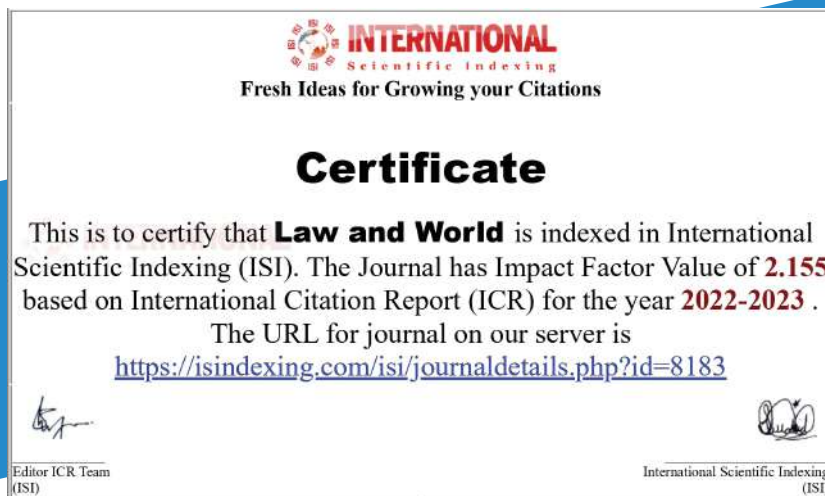 INTERNATIONAL
Scientific Indexing
Fresh Ideas for Growing your Citations
Certificate
This is to certify that Law and World is indexed in International
Scientific Indexing (ISI). The Journal has Impact Factor Value of 2.155
based on International Citation Report (ICR) for the year 2022-2023 .
The URL for journal on our server is
https://isindexing.com/isi/journaldetails.php?id=8183
Editor ICR Team
(ISI)
International Scientific Indexing
(ISI